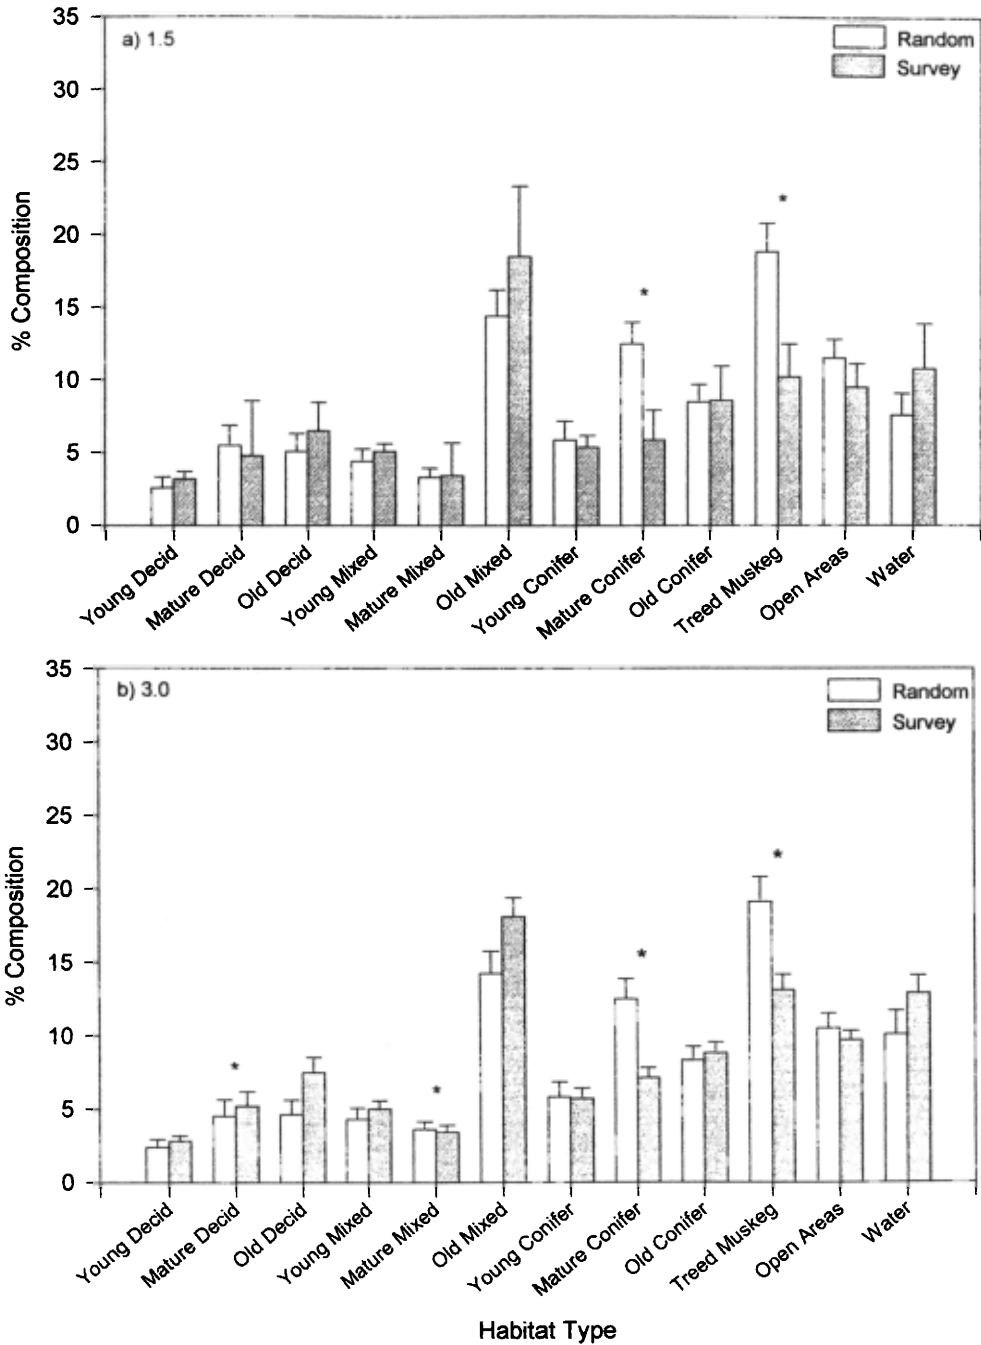 35
30
25
20
15
10
5
0
% Composition
a) 1.5
Random
Survey
*
*
Young Decid
Mature Decid
Old Decid
Young Mixed
Mature Mixed
Old Mixed
Young Conifer
Mature Conifer
Old Conifer
Treed Muskeg
Open Areas
Water
35
30
25
20
15
10
5
0
% Composition
b) 3.0
Random
Survey
*
*
*
*
Young Decid
Mature Decid
Old Decid
Young Mixed
Mature Mixed
Old Mixed
Young Conifer
Mature Conifer
Old Conifer
Treed Muskeg
Open Areas
Water
Habitat Type